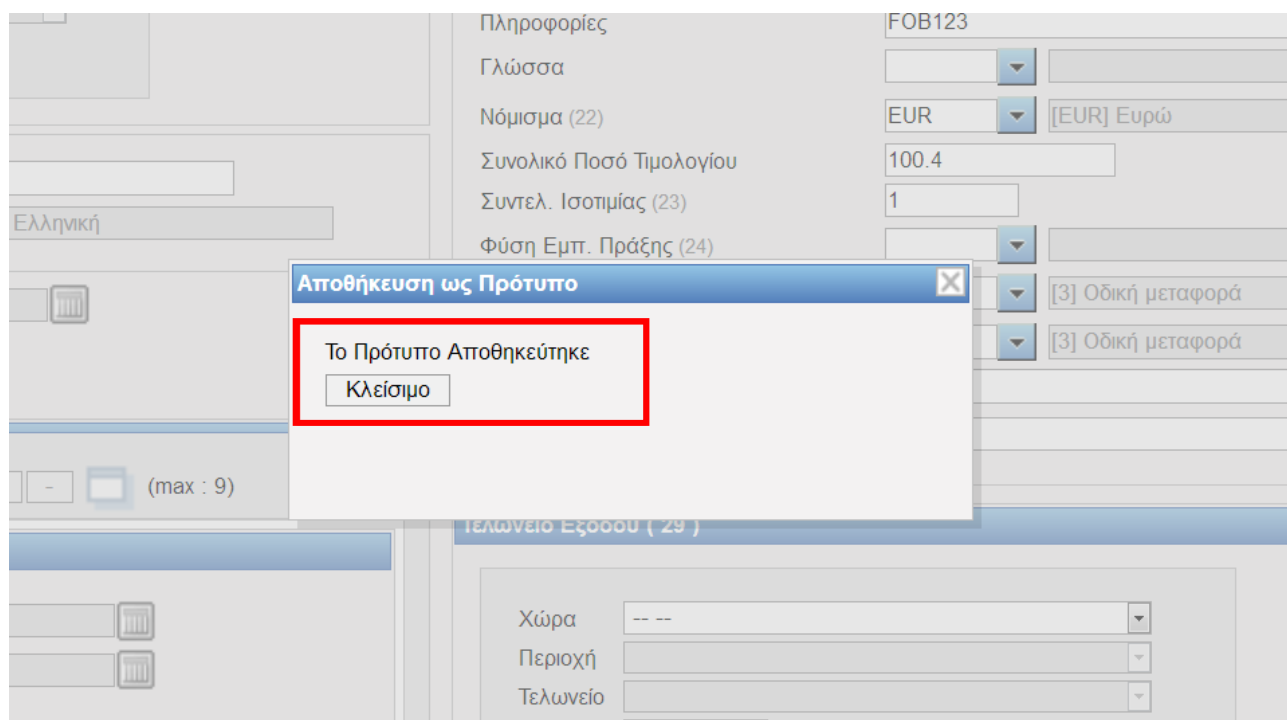 Πληροφορίες FOB123
Γλώσσα
Νόμισμα (22) EUR [EUR] Ευρώ
Συνολικό Ποσό Τιμολογίου 100.4
Συντελ. Ισοτιμίας (23) 1
Ελληνική
Φύση Εμπ. Πράξης (24)
Αποθήκευση ως Πρότυπο
[3] Οδική μεταφορά
[3] Οδική μεταφορά
Το Πρότυπο Αποθηκεύτηκε
Κλείσιμο
- (max : 9)
Τελωνείο Εξόδου ( 29 )
Χώρα -- --
Περιοχή
Τελωνείο